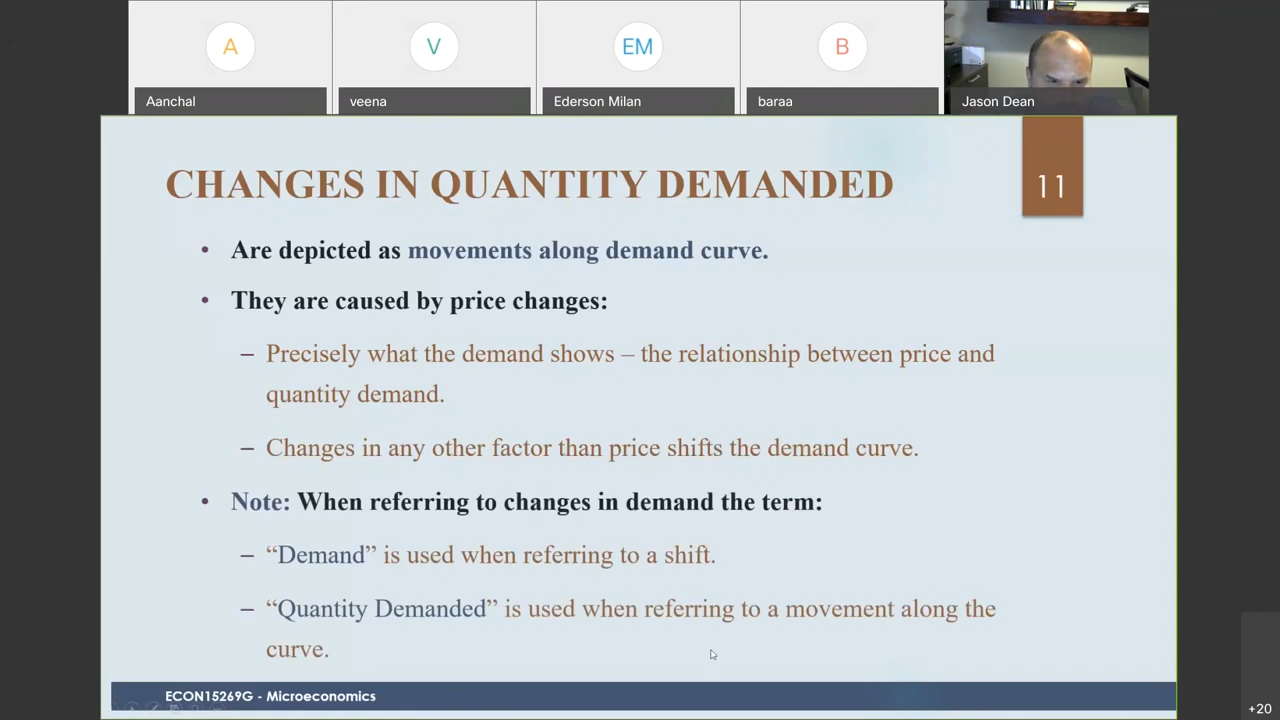 A
V
EM
B
Aanchal
veena
Ederson Milan
baraa
Jason Dean
CHANGES IN QUANTITY DEMANDED
11
• Are depicted as movements along demand curve.
• They are caused by price changes:
– Precisely what the demand shows – the relationship between price and
quantity demand.
– Changes in any other factor than price shifts the demand curve.
• Note: When referring to changes in demand the term:
– “Demand” is used when referring to a shift.
– “Quantity Demanded” is used when referring to a movement along the
curve.
ECON15269G - Microeconomics
+20